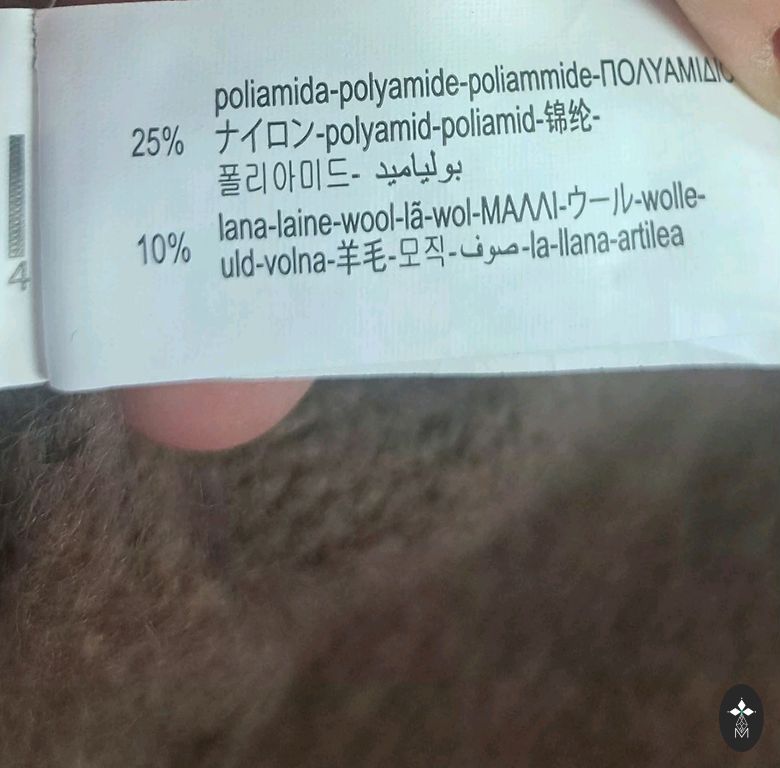 poliamida-polyamide-poliammide-ΠΟΛΥΑΜΙΔΙΟ
25% ナイロン-polyamid-poliamid-锦纶-
폴리아미드- بولياميد
lana-laine-wool-lã-wol-ΜΑΛΛΙ-ウール-wolle-
10% uld-volna-羊毛-모직-صوف-la-llana-artilea
4
M